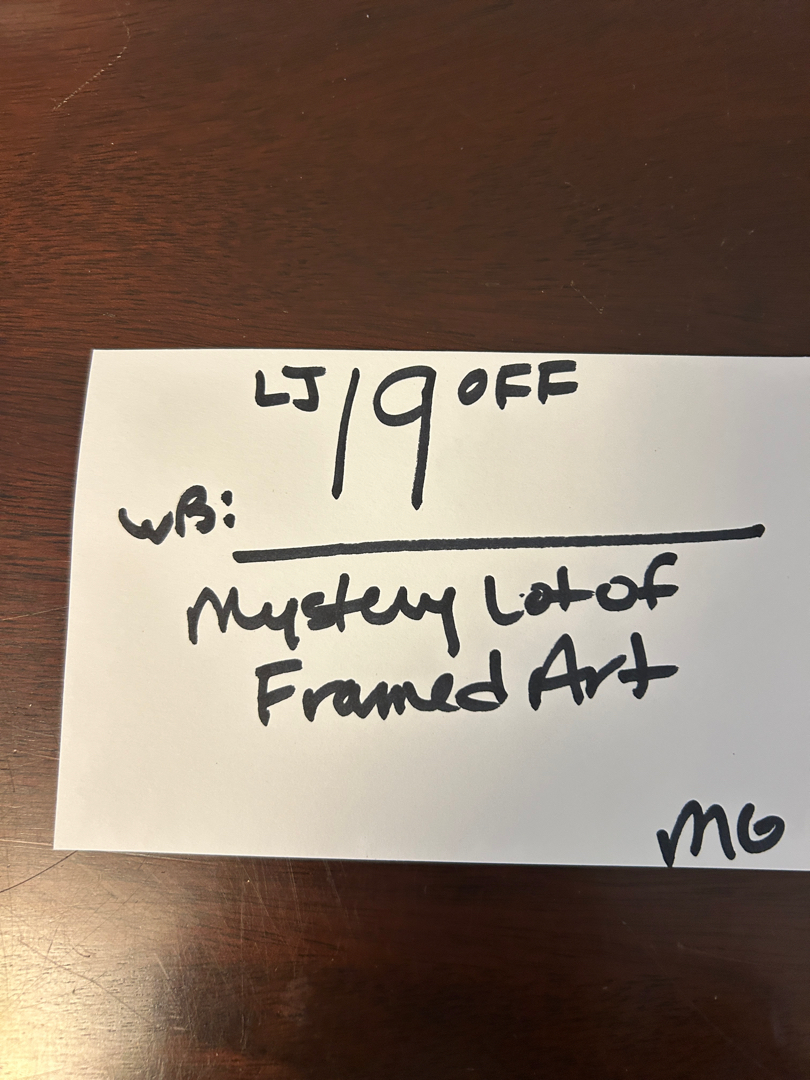 LJ 19 OFF
WB:
Mystery Lot of
Framed Art
MG